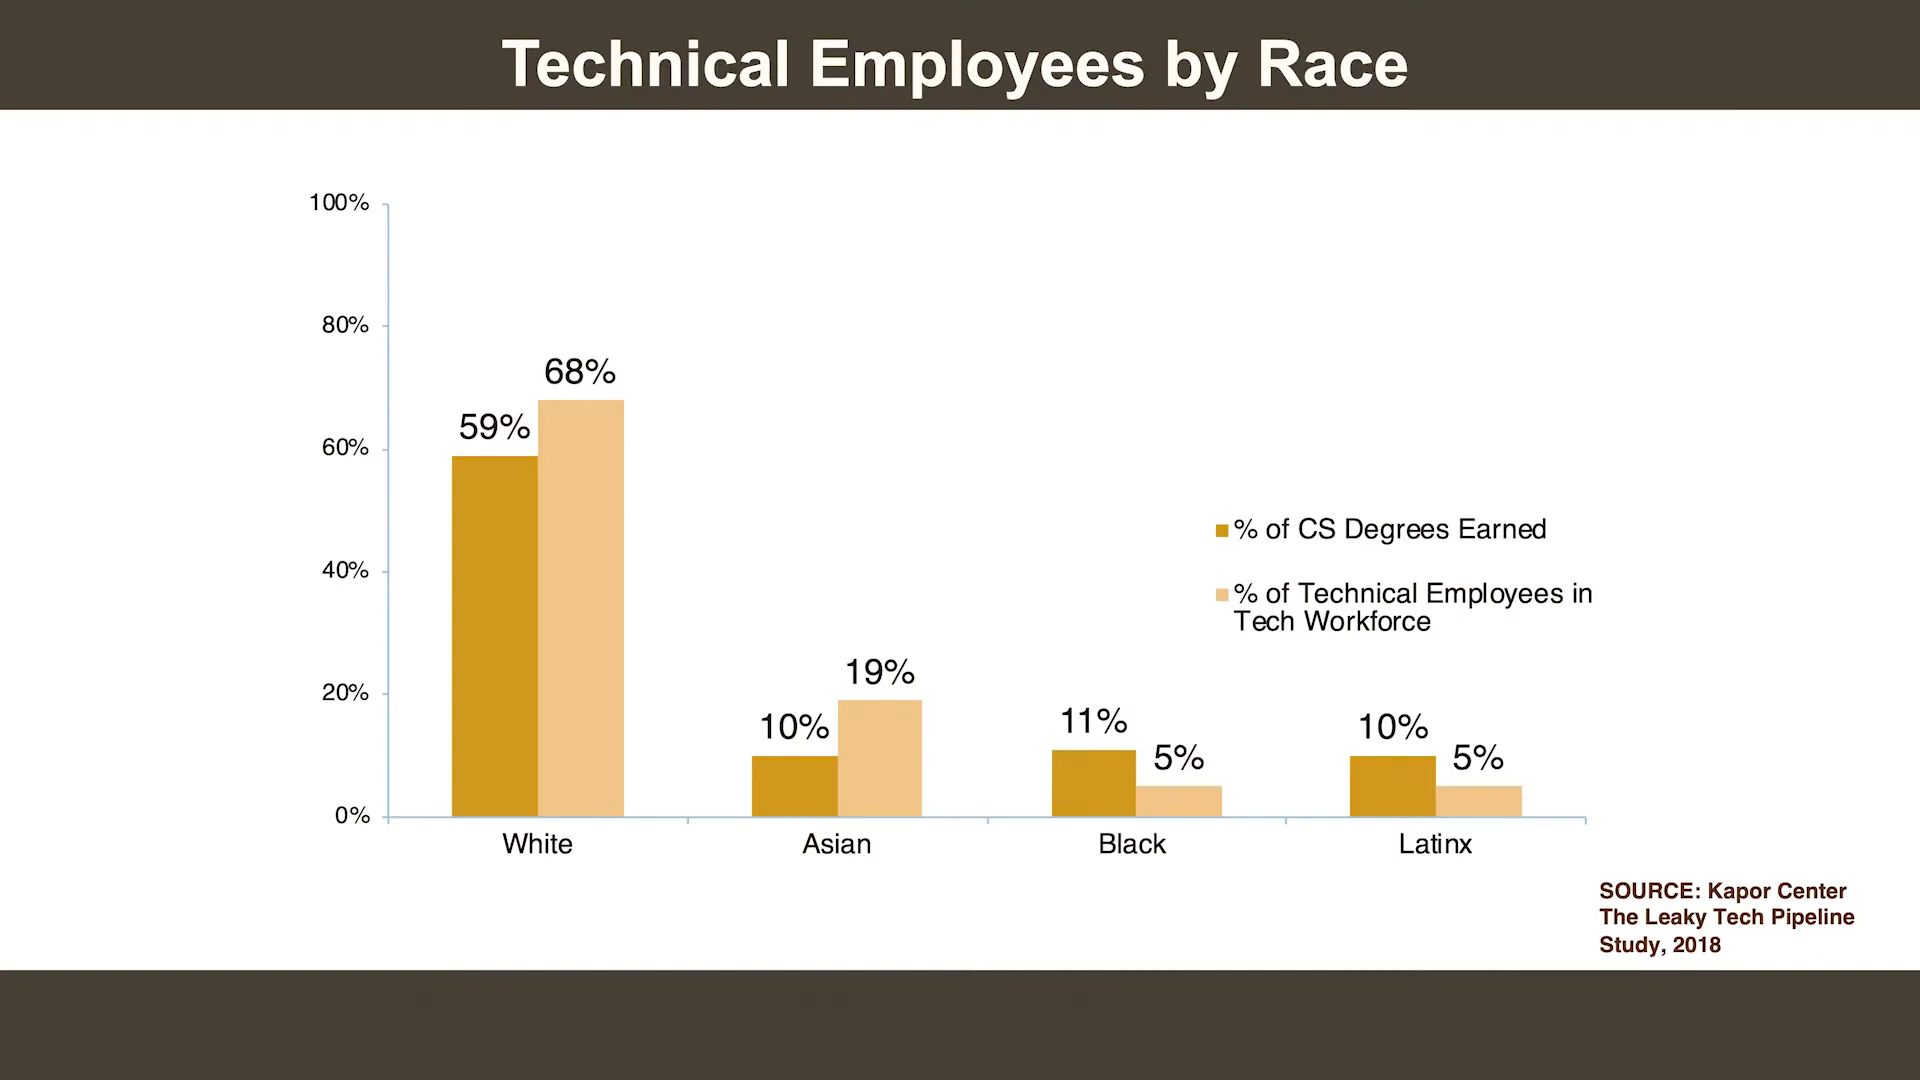 Technical Employees by Race
100%
80%
60%
40%
20%
0%
59%
68%
10%
19%
11%
5%
10%
5%
White
Asian
Black
Latinx
% of CS Degrees Earned
% of Technical Employees in
Tech Workforce
SOURCE: Kapor Center
The Leaky Tech Pipeline
Study, 2018